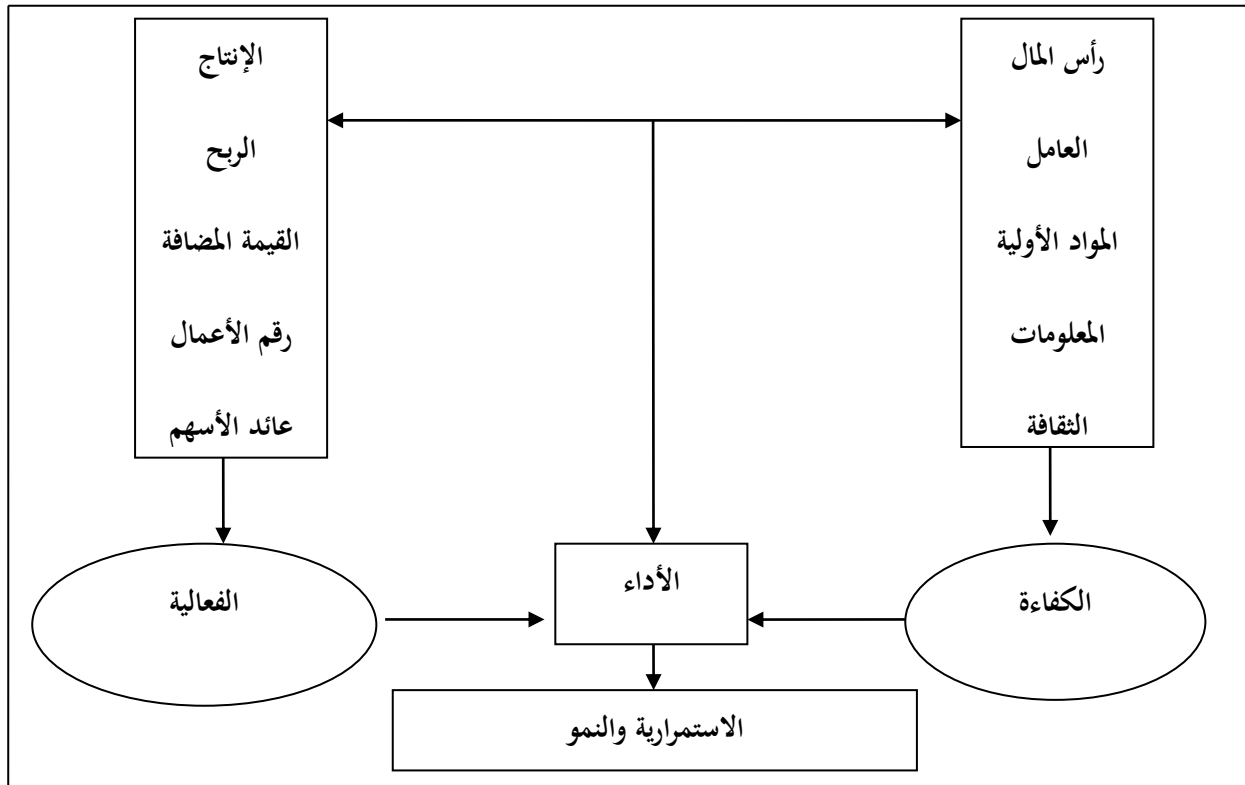 رأس المال
العامل
المواد الأولية
المعلومات
الثقافة
الإنتاج
الربح
القيمة المضافة
رقم الأعمال
عائد الأسهم
الكفاءة
الأداء
الفعالية
الاستمرارية والنمو